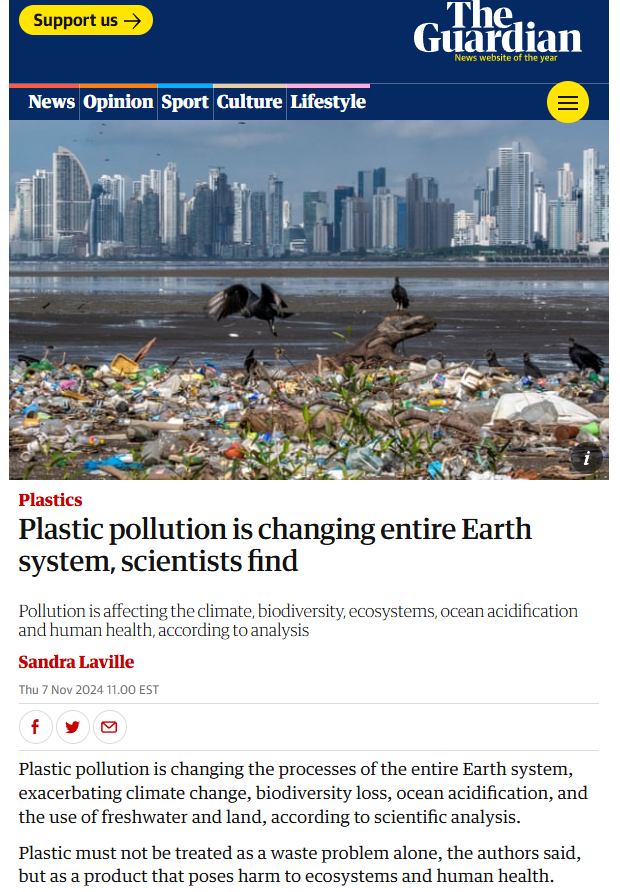 Support us →
The
Guardian
News website of the year
News Opinion Sport Culture Lifestyle
i
Plastics
Plastic pollution is changing entire Earth
system, scientists find
Pollution is affecting the climate, biodiversity, ecosystems, ocean acidification
and human health, according to analysis
Sandra Laville
Thu 7 Nov 2024 11.00 EST
Plastic pollution is changing the processes of the entire Earth system,
exacerbating climate change, biodiversity loss, ocean acidification, and
the use of freshwater and land, according to scientific analysis.
Plastic must not be treated as a waste problem alone, the authors said,
but as a product that poses harm to ecosystems and human health.